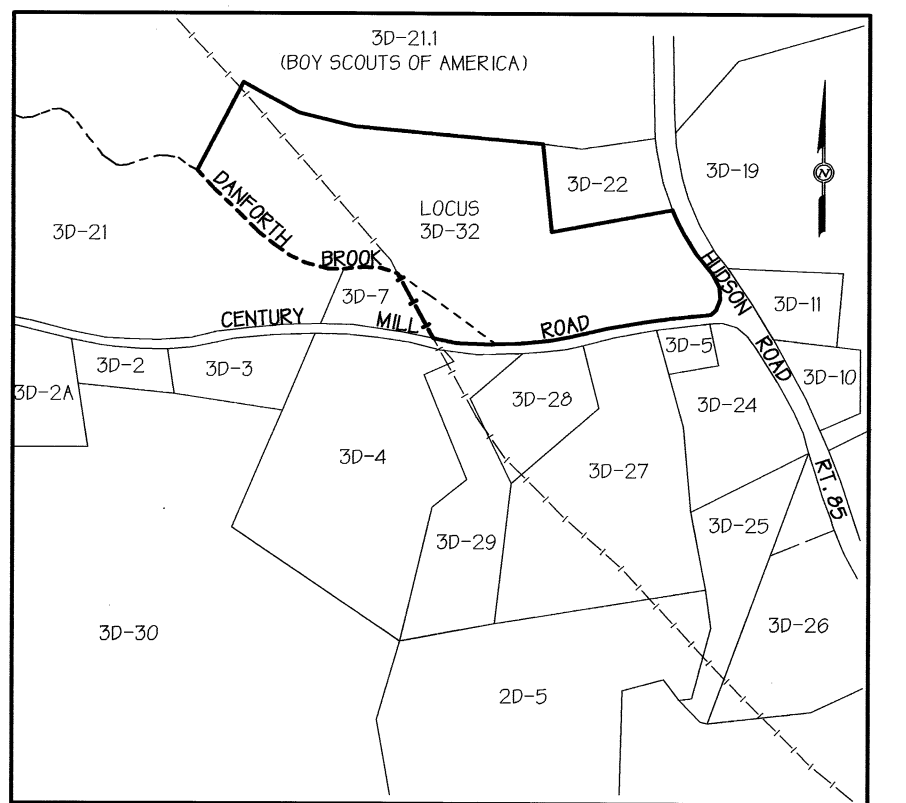 3D-21.1
(BOY SCOUTS OF AMERICA)
3D-19
3D-22
N
DANFORTH BROOK
LOCUS
3D-32
3D-21
HUDSON ROAD
RT. 85
3D-7
3D-11
CENTURY MILL ROAD
3D-5
3D-2
3D-3
3D-10
3D-2A
3D-28
3D-24
3D-4
3D-27
3D-25
3D-29
3D-30
3D-26
2D-5